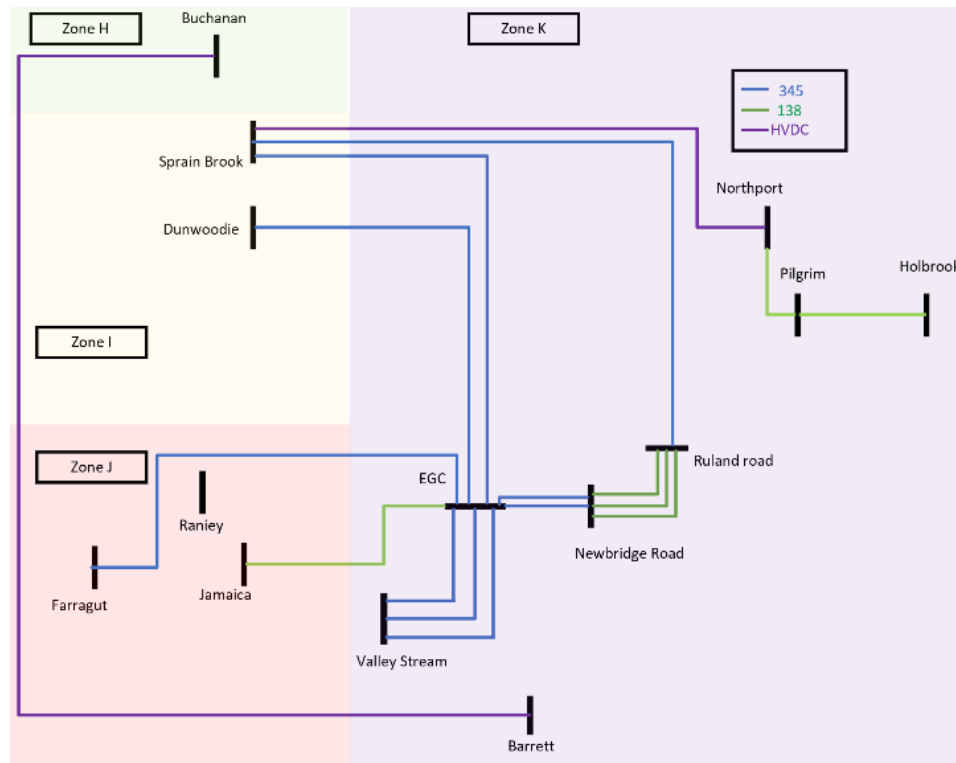 Buchanan
Zone H
Zone K
345
138
HVDC
Sprain Brook
Northport
Dunwoodie
Holbrook
Pilgrim
Zone I
Ruland road
Zone J
EGC
Raniey
Newbridge Road
Jamaica
Farragut
Valley Stream
Barrett